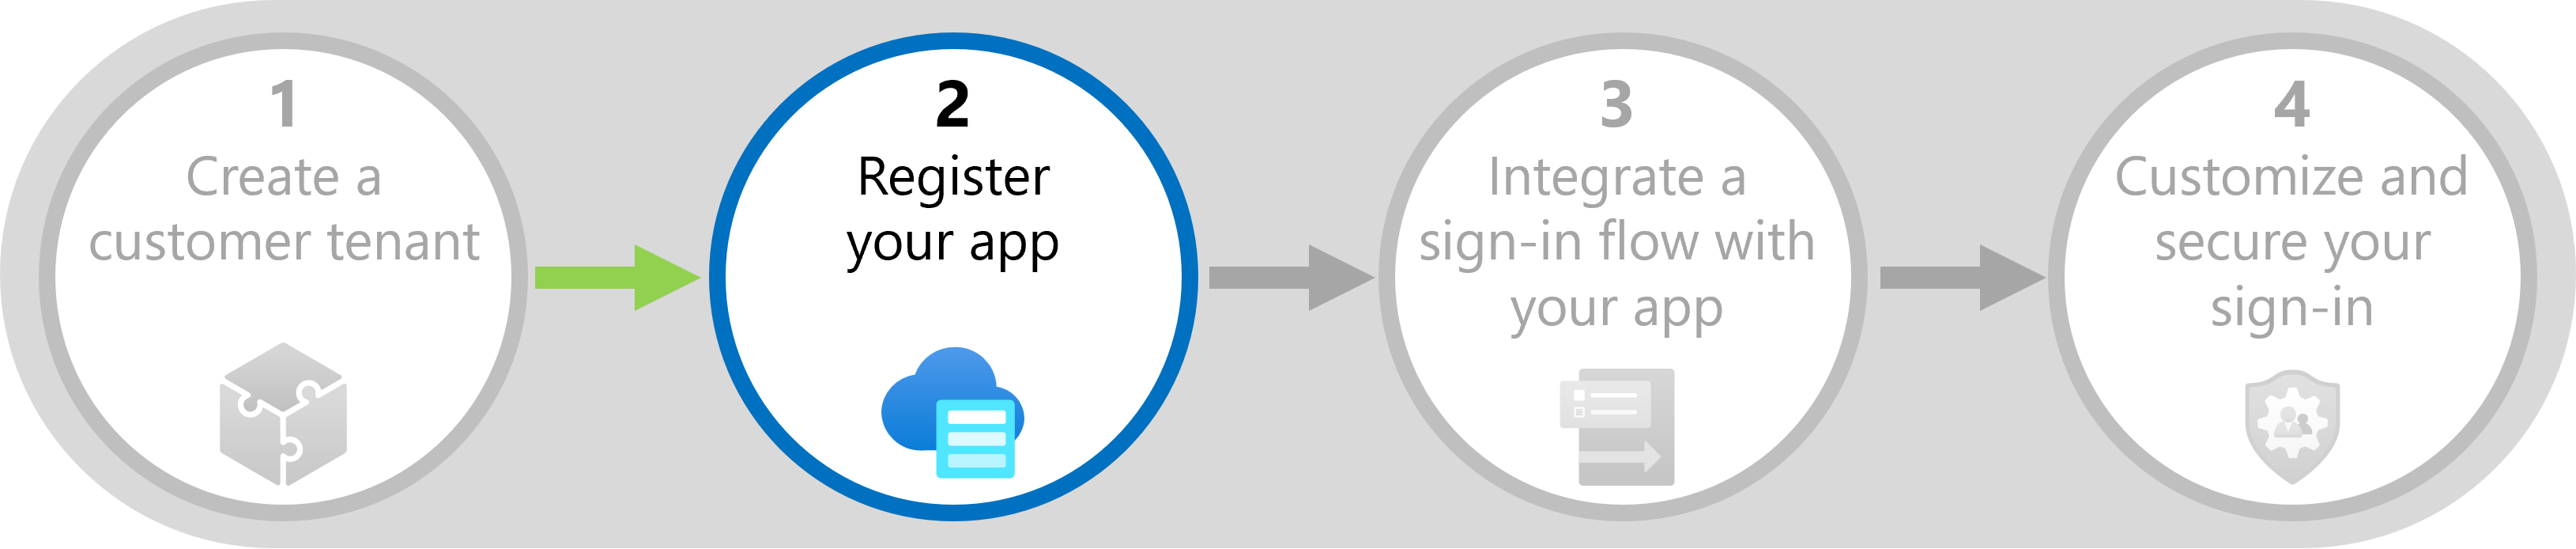 1
Create a
customer tenant
2
Register
your app
3
Integrate a
sign-in flow with
your app
4
Customize and
secure your
sign-in